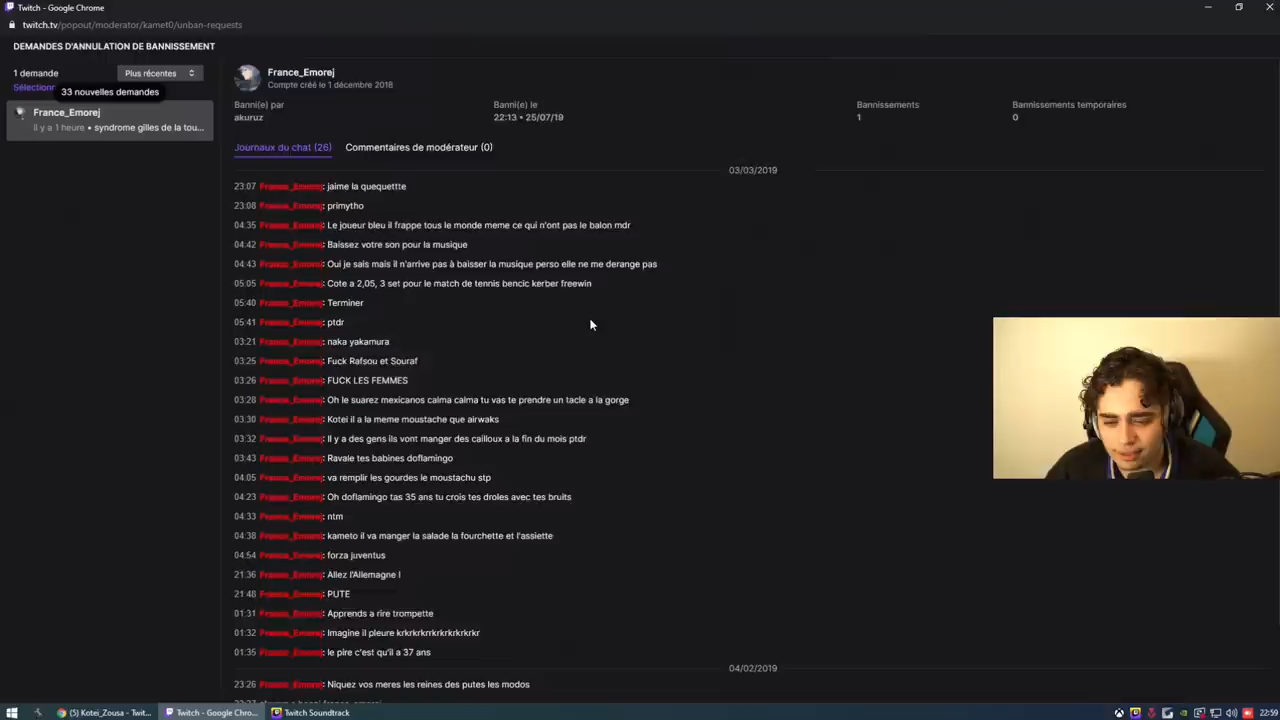 Twitch - Google Chrome
twitch.tv/popout/moderator/kamet0/unban-requests
DEMANDES D'ANNULATION DE BANNISSEMENT
1 demande
Plus récentes
Sélection
33 nouvelles demandes
France_Emorej
il y a 1 heure • syndrome gilles de la tou...
France_Emorej
Compte créé le 1 décembre 2018
Banni(e) par
akuruz
Banni(e) le
22:13 • 25/07/19
Bannissements
1
Bannissements temporaires
0
Journaux du chat (26)
Commentaires de modérateur (0)
03/03/2019
23:07 France_Emorej: jaime la quequettte
23:08 France_Emorej: primytho
04:35 France_Emorej: Le joueur bleu il frappe tous le monde meme ce qui n'ont pas le balon mdr
04:42 France_Emorej: Baissez votre son pour la musique
04:43 France_Emorej: Oui je sais mais il n'arrive pas à baisser la musique perso elle ne me derange pas
05:05 France_Emorej: Cote a 2,05, 3 set pour le match de tennis bencic kerber freewin
05:40 France_Emorej: Terminer
05:41 France_Emorej: ptdr
03:21 France_Emorej: naka yakamura
03:25 France_Emorej: Fuck Rafsou et Souraf
03:26 France_Emorej: FUCK LES FEMMES
03:28 France_Emorej: Oh le suarez mexicanos calma calma tu vas te prendre un tacle a la gorge
03:30 France_Emorej: Kotei il a la meme moustache que airwaks
03:32 France_Emorej: Il y a des gens ils vont manger des cailloux a la fin du mois ptdr
03:43 France_Emorej: Ravale tes babines doflamingo
04:05 France_Emorej: va remplir les gourdes le moustachu stp
04:23 France_Emorej: Oh doflamingo tas 35 ans tu crois tes droles avec tes bruits
04:33 France_Emorej: ntm
04:38 France_Emorej: kameto il va manger la salade la fourchette et l'assiette
04:54 France_Emorej: forza juventus
21:36 France_Emorej: Allez l'Allemagne !
21:48 France_Emorej: PUTE
01:31 France_Emorej: Apprends a rire trompette
01:32 France_Emorej: Imagine il pleure krkrkrkrrkrkrkrkrkr
01:35 France_Emorej: le pire c'est qu'il a 37 ans
04/02/2019
23:26 France_Emorej: Niquez vos meres les reines des putes les modos
(5) Kotei_Zousa - Twit...
Twitch - Google Chro...
Twitch Soundtrack
22:59